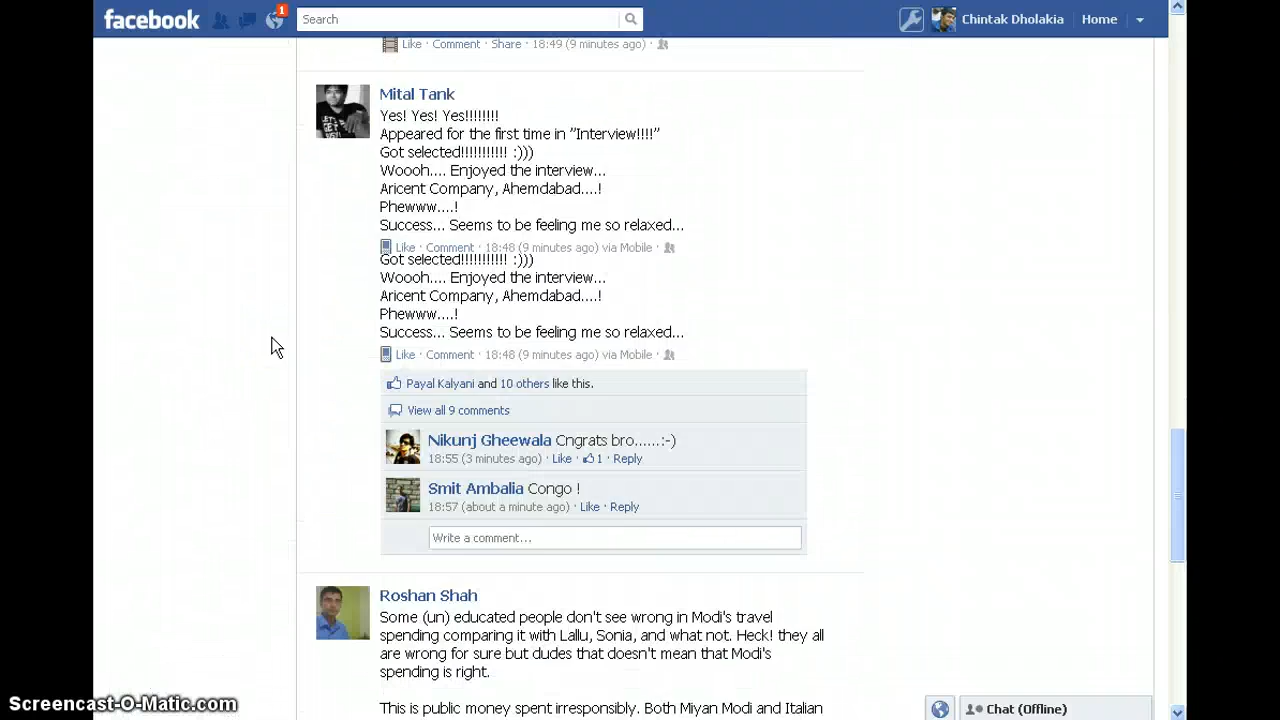 facebook
1
Search
Chintak Dholakia
Home
Like · Comment · Share · 18:49 (9 minutes ago) ·
Mital Tank
Yes! Yes! Yes!!!!!!!!
Appeared for the first time in "Interview!!!!"
Got selected!!!!!!!!!!! :)))
Woooh.... Enjoyed the interview...
Aricent Company, Ahemdabad....!
Phewww....!
Success... Seems to be feeling me so relaxed...
Like · Comment · 18:48 (9 minutes ago) via Mobile ·
Got selected!!!!!!!!!!! :)))
Woooh.... Enjoyed the interview...
Aricent Company, Ahemdabad....!
Phewww....!
Success... Seems to be feeling me so relaxed...
Like · Comment · 18:48 (9 minutes ago) via Mobile ·
Payal Kalyani and 10 others like this.
View all 9 comments
Nikunj Gheewala Cngrats bro......:-)
18:55 (3 minutes ago) · Like · 1 · Reply
Smit Ambalia Congo !
18:57 (about a minute ago) · Like · Reply
Write a comment...
Roshan Shah
Some (un) educated people don't see wrong in Modi's travel
spending comparing it with Lallu, Sonia, and what not. Heck! they all
are wrong for sure but dudes that doesn't mean that Modi's
spending is right.
This is public money spent irresponsibly. Both Miyan Modi and Italian
Chat (Offline)
Screencast-O-Matic.com